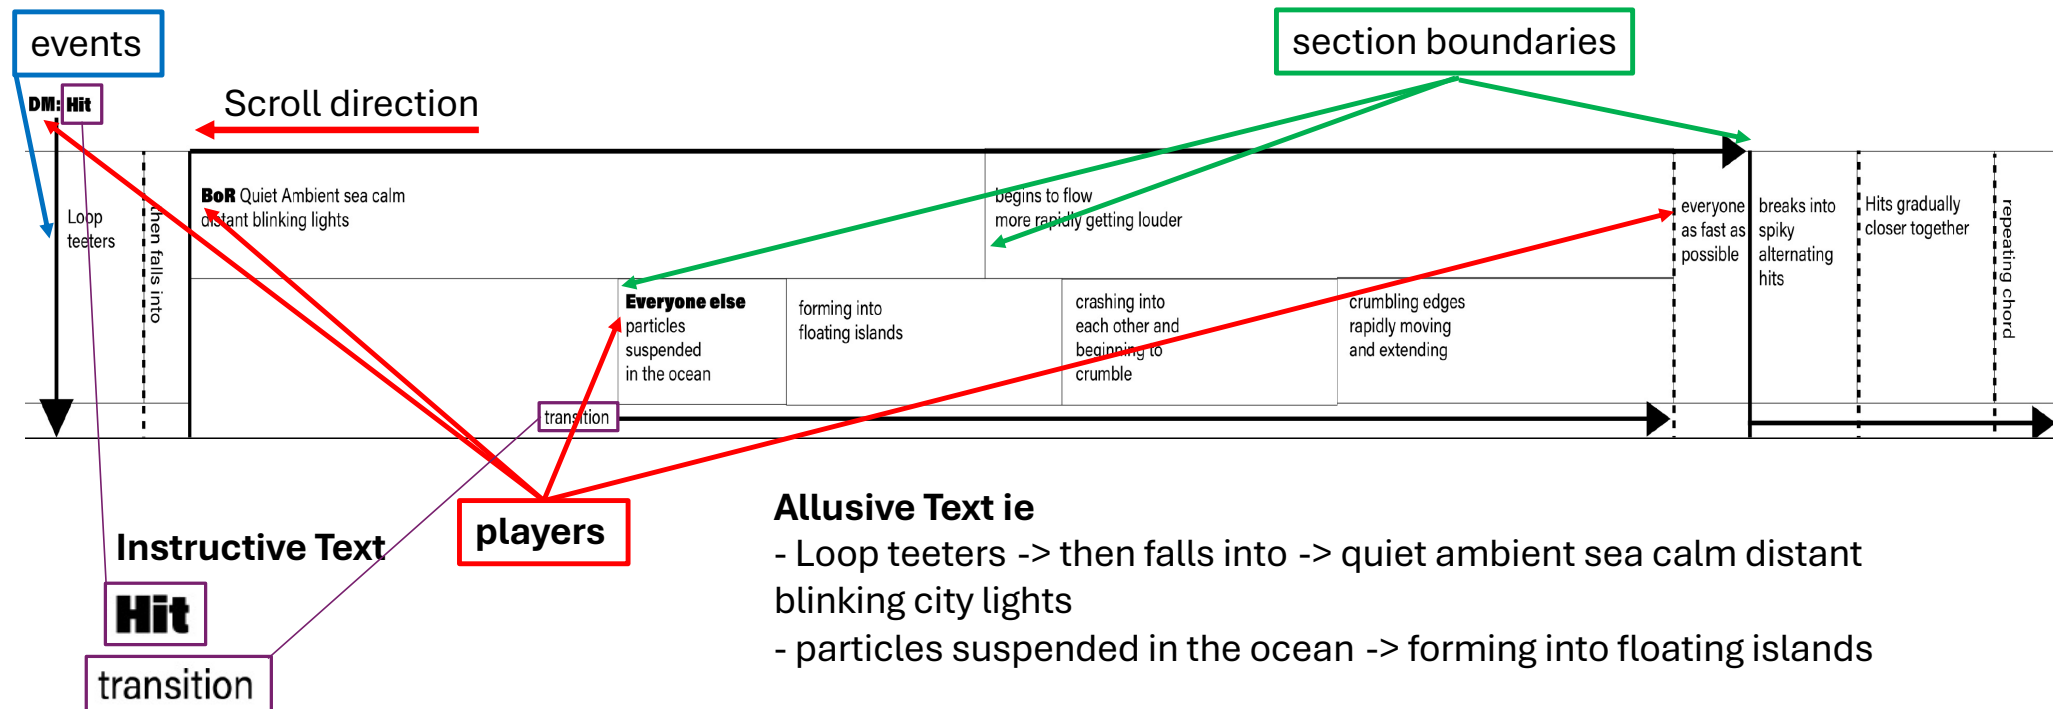 events
section boundaries
DM: Hit
Scroll direction
Loop
teeters
then falls into
BoR Quiet Ambient sea calm
distant blinking lights
begins to flow
more rapidly getting louder
everyone
as fast as
possible
breaks into
spiky
alternating
hits
Hits gradually
closer together
repeating chord
Everyone else
particles
suspended
in the ocean
forming into
floating islands
crashing into
each other and
beginning to
crumble
crumbling edges
rapidly moving
and extending
transition
players
Instructive Text
Hit
transition
Allusive Text ie
- Loop teeters -> then falls into -> quiet ambient sea calm distant
blinking city lights
- particles suspended in the ocean -> forming into floating islands